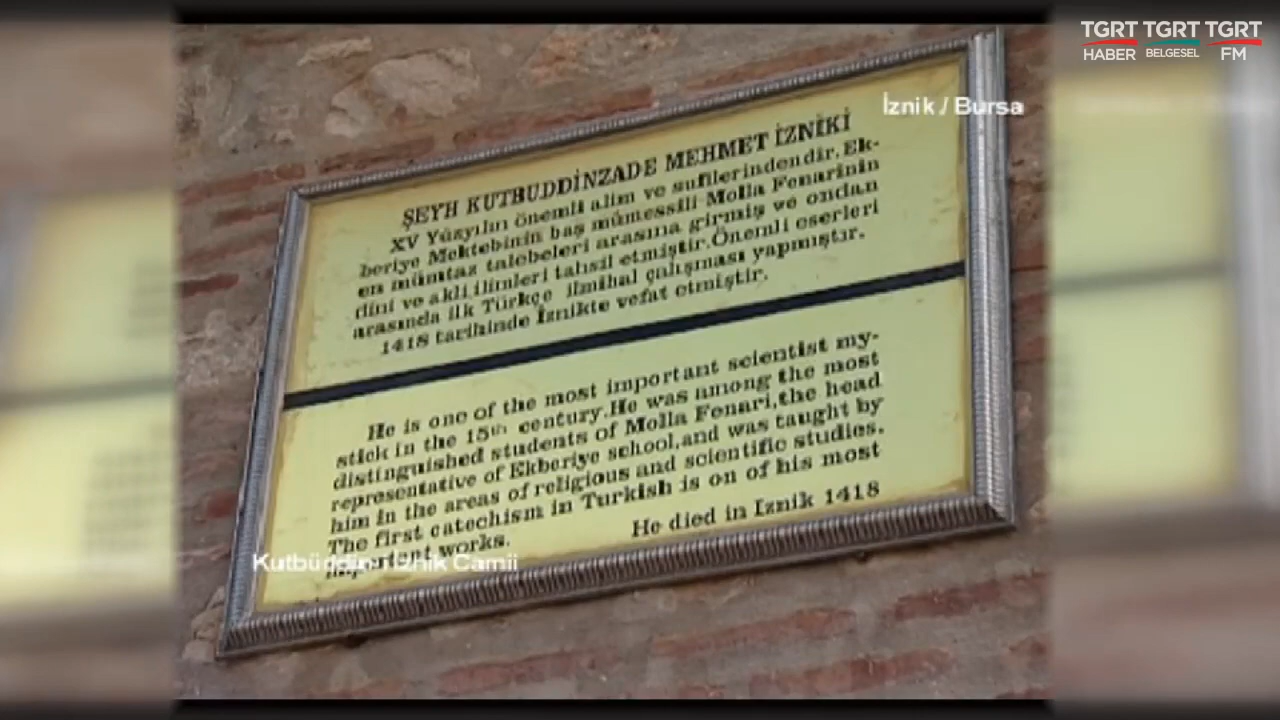 TGRT TGRT TGRT
HABER BELGESEL FM
İznik / Bursa
ŞEYH KUTBUDDİNZADE MEHMET İZNİKİ
XV Yüzyılın önemli alim ve sufilerindendir.Ek-
beriye Mektebinin baş mümessili Molla Fenarinin
en mümtaz talebeleri arasına girmiş ve ondan
dini ve akli ilimleri tahsil etmiştir.Önemli eserleri
arasında ilk Türkçe ilmihal çalışması yapmıştır.
1418 tarihinde İznikte vefat etmiştir.
He is one of the most important scientist my-
stick in the 15th century.He was among the most
distinguished students of Molla Fenari,the head
representative of Ekberiye school,and was taught by
him in the areas of religious and scientific studies.
The first catechism in Turkish is on of his most
important works. He died in Iznik 1418
Kutbüddin-i İznik Camii